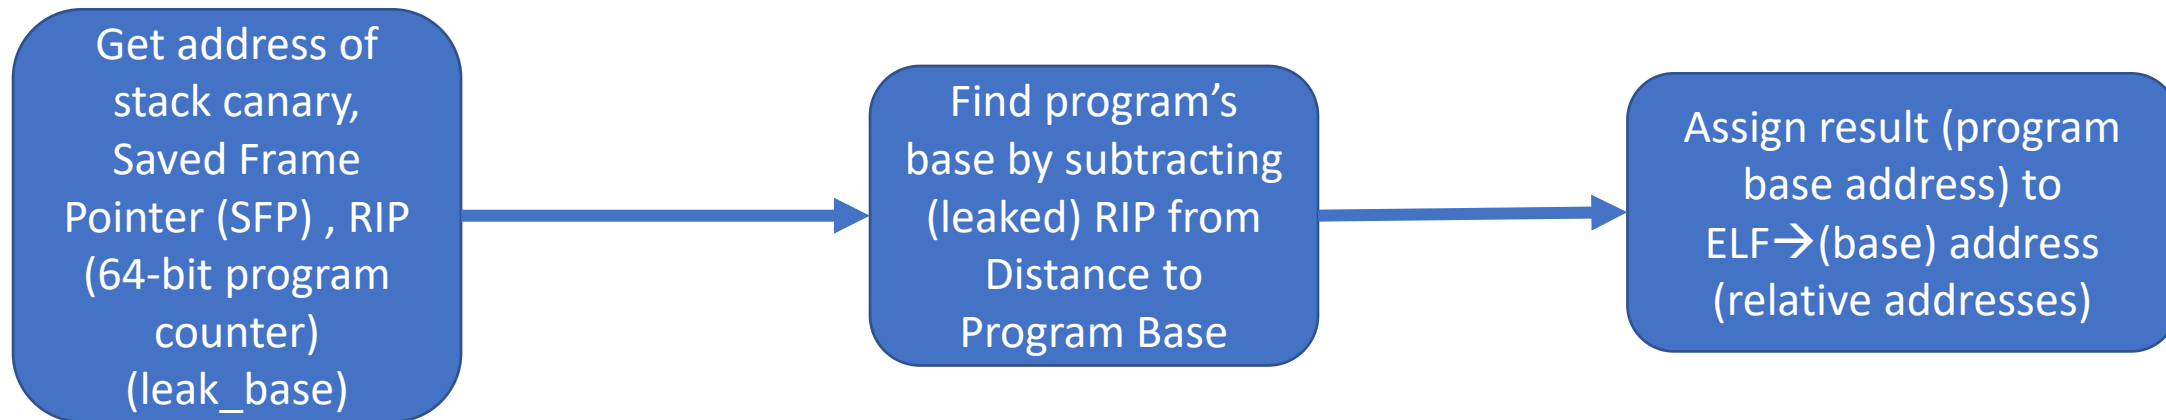 Get address of
stack canary,
Saved Frame
Pointer (SFP) , RIP
(64-bit program
counter)
(leak_base)
Find program’s
base by subtracting
(leaked) RIP from
Distance to
Program Base
Assign result (program
base address) to
ELF→(base) address
(relative addresses)